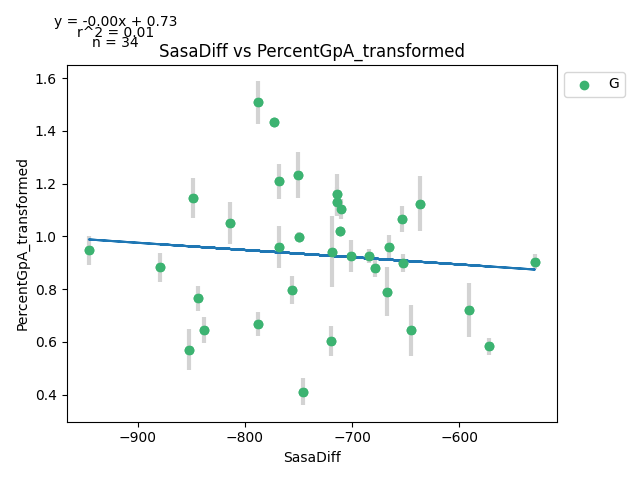 y = -0.00x + 0.73
r^2 = 0.01
n = 34
SasaDiff vs PercentGpA_transformed
G
PercentGpA_transformed
1.6
1.4
1.2
1.0
0.8
0.6
0.4
−900
−800
−700
−600
SasaDiff